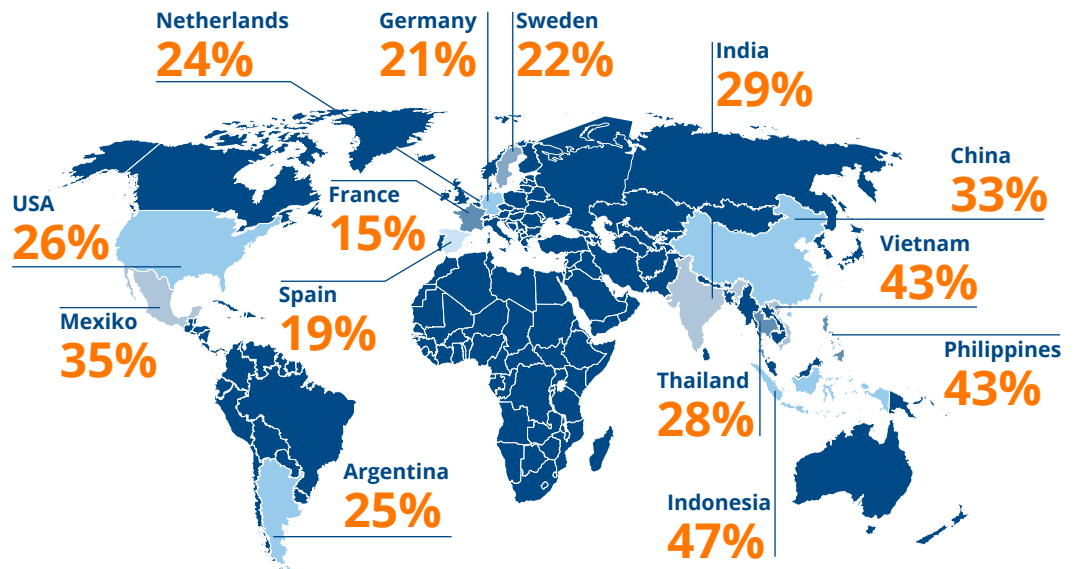 Netherlands
24%
Germany
21%
Sweden
22%
India
29%
China
33%
USA
26%
France
15%
Vietnam
43%
Spain
19%
Mexiko
35%
Philippines
43%
Thailand
28%
Argentina
25%
Indonesia
47%